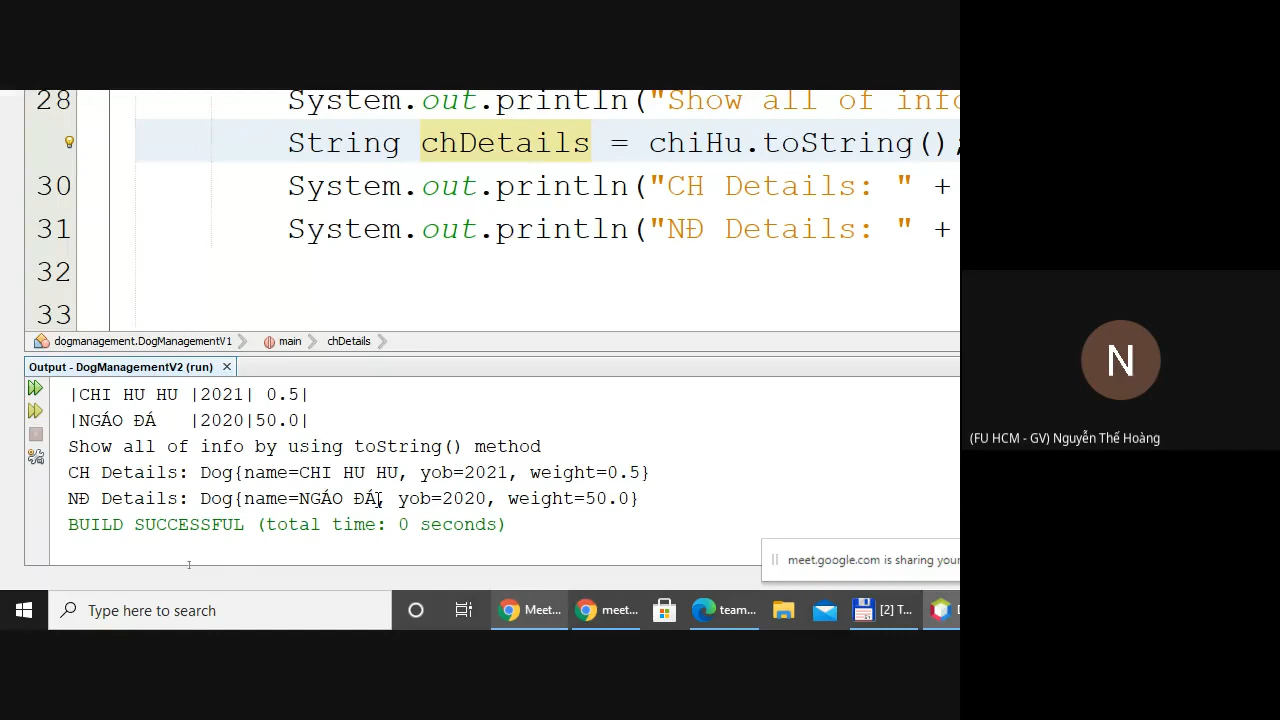 28 System.out.println("Show all of info
String chDetails = chiHu.toString();
30 System.out.println("CH Details: " +
31 System.out.println("NĐ Details: " +
32
33
dogmanagement.DogManagementV1 main chDetails
Output - DogManagementV2 (run)
|CHI HU HU |2021| 0.5|
|NGÁO ĐÁ |2020|50.0|
Show all of info by using toString() method
CH Details: Dog{name=CHI HU HU, yob=2021, weight=0.5}
NĐ Details: Dog{name=NGÁO ĐÁ, yob=2020, weight=50.0}
BUILD SUCCESSFUL (total time: 0 seconds)
meet.google.com is sharing your
Type here to search Meet... meet... team... [2] T...
N
(FU HCM - GV) Nguyễn Thế Hoàng